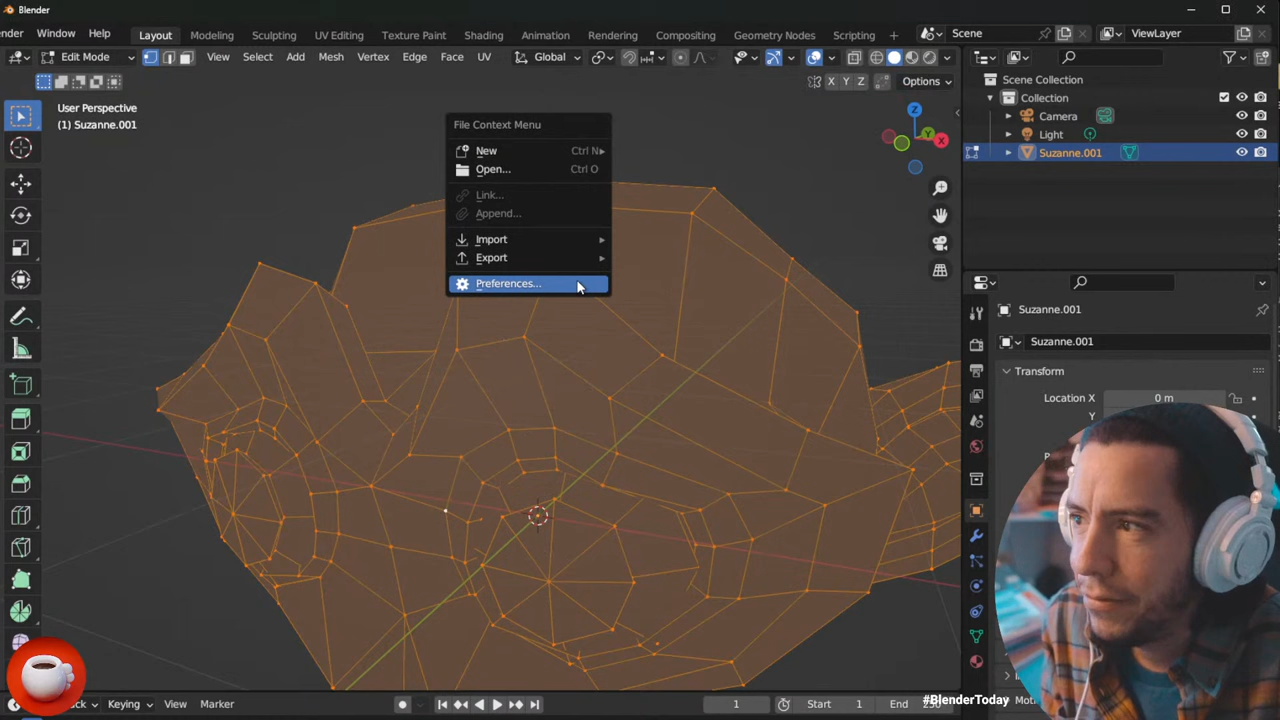 Blender
ender Window Help Layout Modeling Sculpting UV Editing Texture Paint Shading Animation Rendering Compositing Geometry Nodes Scripting + Scene ViewLayer
Edit Mode View Select Add Mesh Vertex Edge Face UV Global
X Y Z Options
Scene Collection
Collection
Camera
Light
Suzanne.001
User Perspective
(1) Suzanne.001
Z
Y
X
File Context Menu
New Ctrl N
Open... Ctrl O
Link...
Append...
Import
Export
Preferences...
Suzanne.001
Suzanne.001
Transform
Location X 0 m
Y
#BlenderToday
Keying View Marker 1 Start 1 End